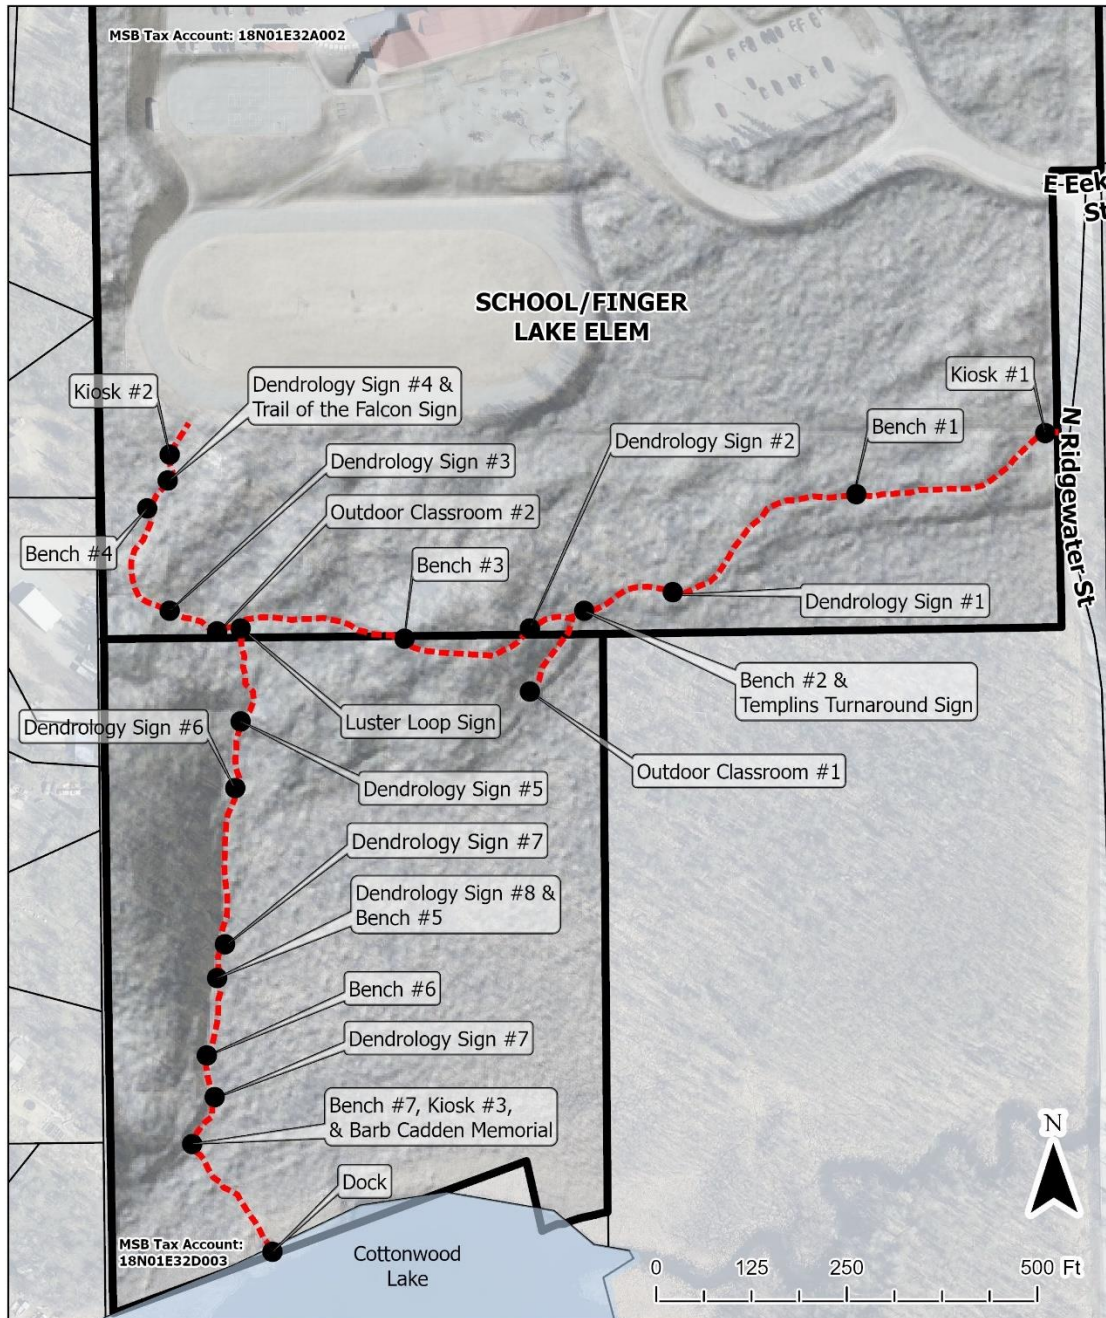 MSB Tax Account: 18N01E32A002
E-Eek
St
SCHOOL/FINGER
LAKE ELEM
Kiosk #2
Dendrology Sign #4 &
Trail of the Falcon Sign
Kiosk #1
Bench #1
Dendrology Sign #2
Dendrology Sign #3
Outdoor Classroom #2
N-Ridgewater-St
Bench #4
Bench #3
Dendrology Sign #1
Bench #2 &
Templins Turnaround Sign
Luster Loop Sign
Dendrology Sign #6
Outdoor Classroom #1
Dendrology Sign #5
Dendrology Sign #7
Dendrology Sign #8 &
Bench #5
Bench #6
Dendrology Sign #7
Bench #7, Kiosk #3,
& Barb Cadden Memorial
N
Dock
MSB Tax Account:
18N01E32D003
Cottonwood
Lake
0 125 250 500 Ft